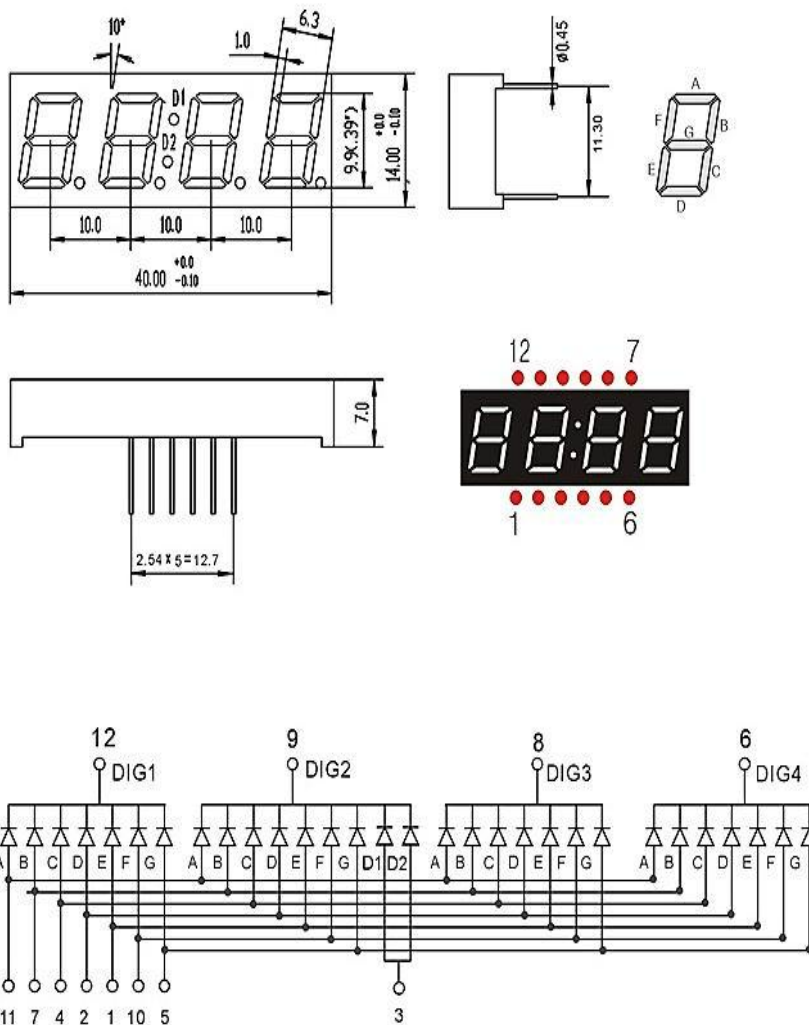 10°
6.3
1.0
D1
D2
9.9(.39")
14.00 +0.0 -0.10
10.0 10.0 10.0
40.00 +0.0 -0.10
ø0.45
11.30
A
F B
G
E C
D
7.0
2.54 x 5=12.7
12 7
1 6
12 9 8 6
DIG1 DIG2 DIG3 DIG4
A B C D E F G A B C D E F G D1 D2 A B C D E F G A B C D E F G
11 7 4 2 1 10 5 3